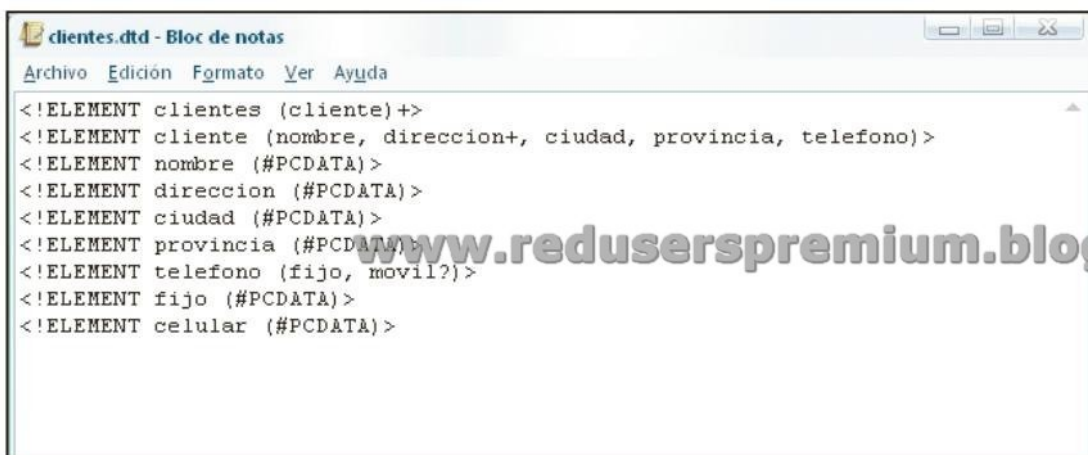 clientes.dtd - Bloc de notas
Archivo Edición Formato Ver Ayuda
<!ELEMENT clientes (cliente)+>
<!ELEMENT cliente (nombre, direccion+, ciudad, provincia, telefono)>
<!ELEMENT nombre (#PCDATA)>
<!ELEMENT direccion (#PCDATA)>
<!ELEMENT ciudad (#PCDATA)>
<!ELEMENT provincia (#PCDATA)>
www.reduserspremium.blog
<!ELEMENT telefono (fijo, movil?)>
<!ELEMENT fijo (#PCDATA)>
<!ELEMENT celular (#PCDATA)>